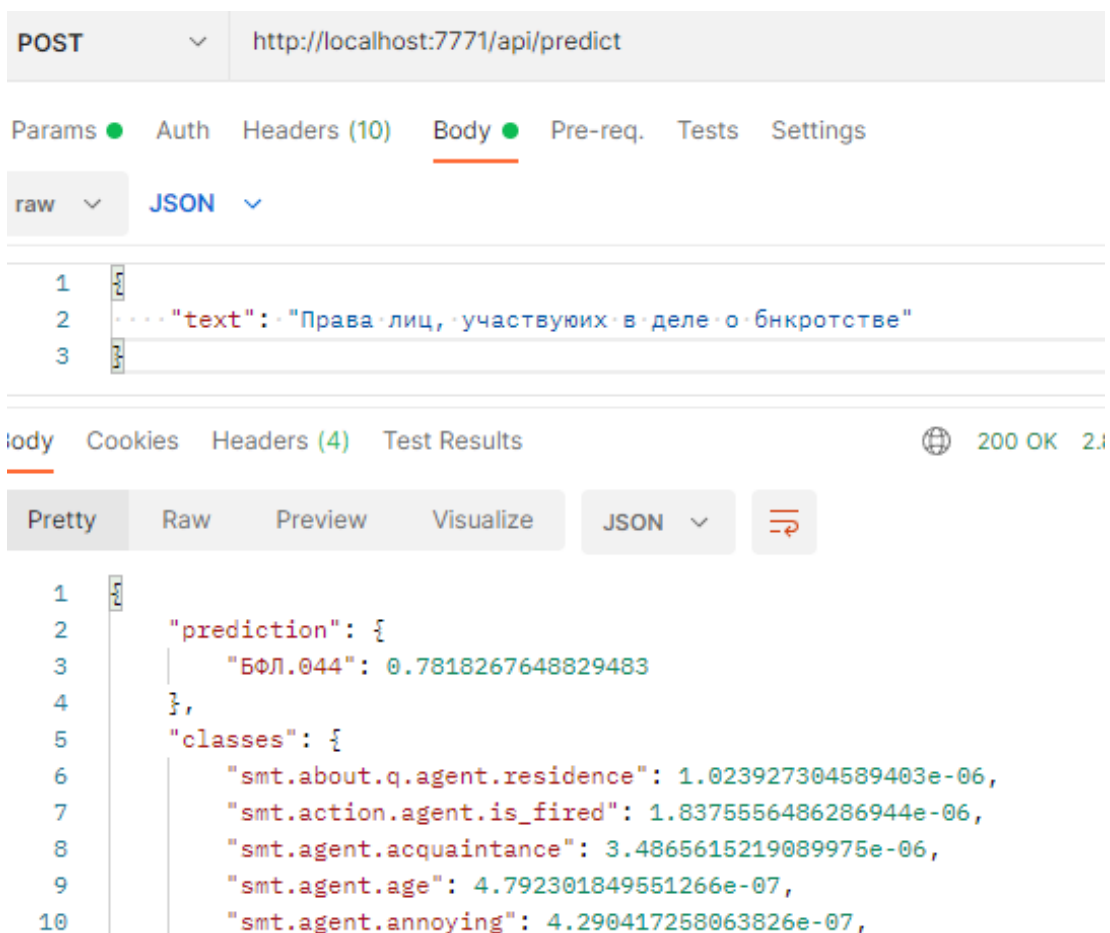 POST http://localhost:7771/api/predict
Params Auth Headers (10) Body Pre-req. Tests Settings
raw JSON
1 {
2 "text": "Права лиц, участвуюих в деле о бнкротстве"
3 }
Body Cookies Headers (4) Test Results 200 OK
Pretty Raw Preview Visualize JSON
1 {
2 "prediction": {
3 "БФЛ.044": 0.7818267648829483
4 },
5 "classes": {
6 "smt.about.q.agent.residence": 1.023927304589403e-06,
7 "smt.action.agent.is_fired": 1.8375556486286944e-06,
8 "smt.agent.acquaintance": 3.4865615219089975e-06,
9 "smt.agent.age": 4.792301849551266e-07,
10 "smt.agent.annoying": 4.290417258063826e-07,